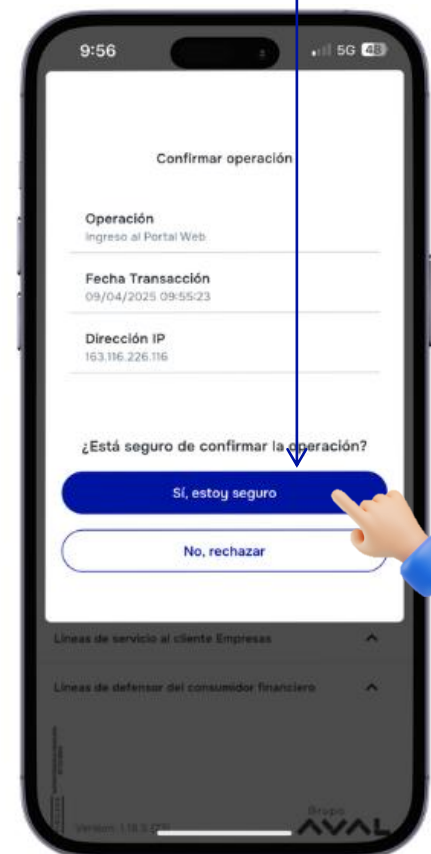 9:56
5G 48
Confirmar operación
Operación
Ingreso al Portal Web
Fecha Transacción
09/04/2025 09:55:23
Dirección IP
163.116.226.116
¿Está seguro de confirmar la operación?
Sí, estoy seguro
No, rechazar
Líneas de servicio al cliente Empresas
Líneas de defensor del consumidor financiero
Grupo
AVAL